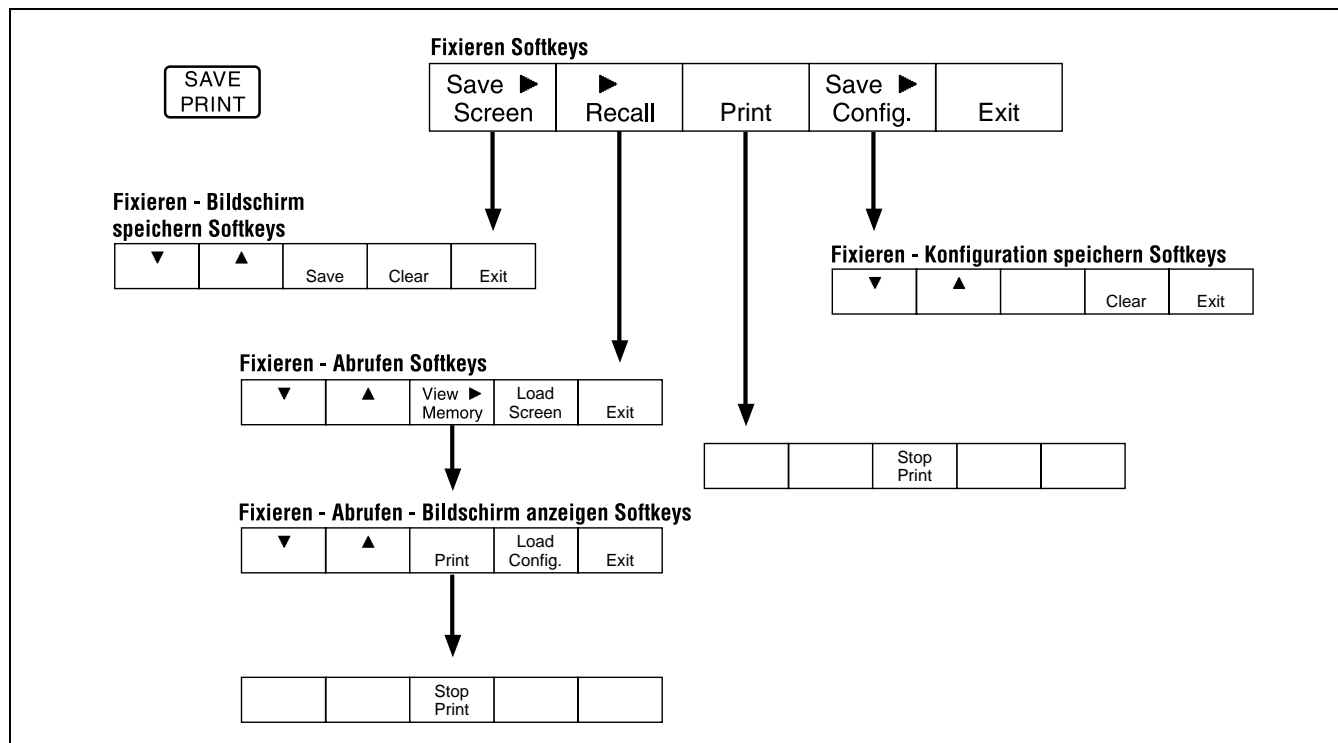 SAVE
PRINT
Fixieren Softkeys
Save ▶ ▶ Save ▶
Screen Recall Print Config. Exit
Fixieren - Bildschirm
speichern Softkeys
▼ ▲ Save Clear Exit
Fixieren - Konfiguration speichern Softkeys
▼ ▲ Clear Exit
Fixieren - Abrufen Softkeys
▼ ▲ View ▶ Load
Memory Screen Exit
Stop
Print
Fixieren - Abrufen - Bildschirm anzeigen Softkeys
▼ ▲ Load
Print Config. Exit
Stop
Print